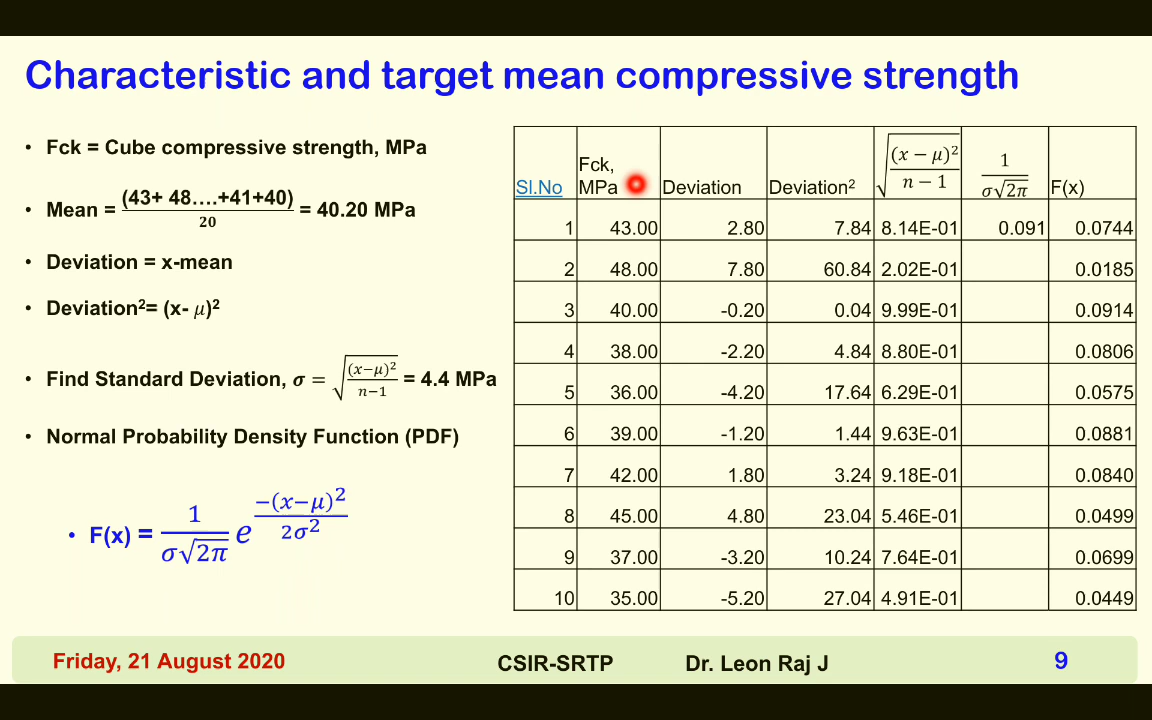 Characteristic and target mean compressive strength
• Fck = Cube compressive strength, MPa
• Mean = (43+ 48….+41+40) / 20 = 40.20 MPa
• Deviation = x-mean
• Deviation²= (x- 𝜇)²
• Find Standard Deviation, 𝝈 = √((𝑥−𝜇)² / (𝑛−1)) = 4.4 MPa
• Normal Probability Density Function (PDF)
• F(x) = 1/(𝜎√2𝜋) 𝑒^(−(𝑥−𝜇)² / 2𝜎²)
Sl.No Fck, MPa Deviation Deviation² √((𝑥 − 𝜇)² / (𝑛 − 1)) 1/(𝜎√2𝜋) F(x)
1 43.00 2.80 7.84 8.14E-01 0.091 0.0744
2 48.00 7.80 60.84 2.02E-01 0.0185
3 40.00 -0.20 0.04 9.99E-01 0.0914
4 38.00 -2.20 4.84 8.80E-01 0.0806
5 36.00 -4.20 17.64 6.29E-01 0.0575
6 39.00 -1.20 1.44 9.63E-01 0.0881
7 42.00 1.80 3.24 9.18E-01 0.0840
8 45.00 4.80 23.04 5.46E-01 0.0499
9 37.00 -3.20 10.24 7.64E-01 0.0699
10 35.00 -5.20 27.04 4.91E-01 0.0449
Friday, 21 August 2020 CSIR-SRTP Dr. Leon Raj J 9